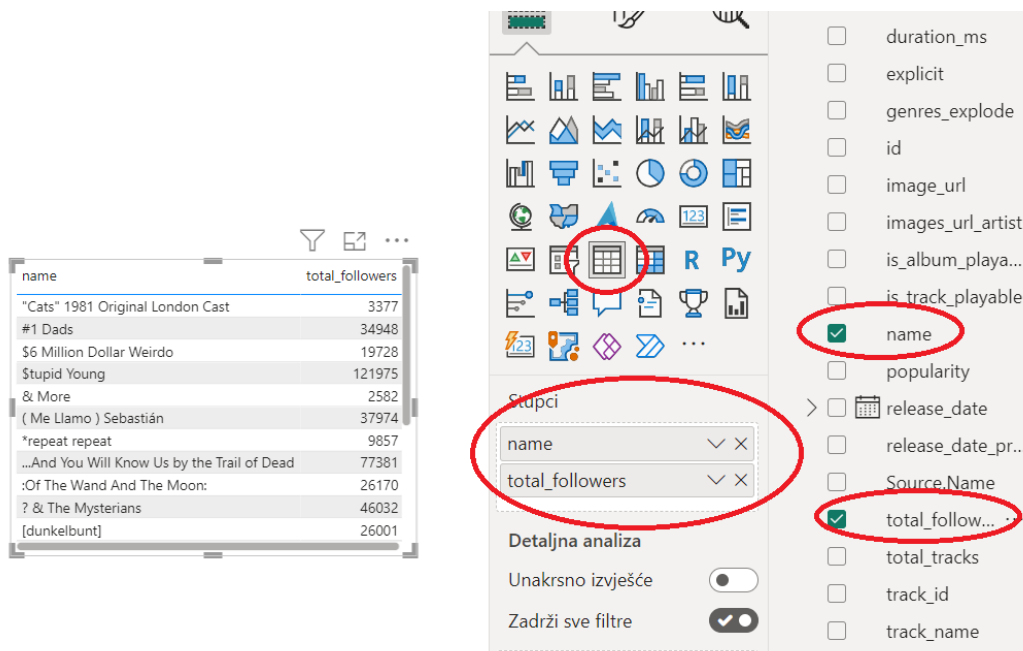 name total_followers
"Cats" 1981 Original London Cast 3377
#1 Dads 34948
$6 Million Dollar Weirdo 19728
$tupid Young 121975
& More 2582
( Me Llamo ) Sebastián 37974
*repeat repeat 9857
...And You Will Know Us by the Trail of Dead 77381
:Of The Wand And The Moon: 26170
? & The Mysterians 46032
[dunkelbunt] 26001
123
R Py
123
Stupci
name
total_followers
Detaljna analiza
Unakrsno izvješće
Zadrži sve filtre
duration_ms
explicit
genres_explode
id
image_url
images_url_artist
is_album_playa...
is_track_playable
name
popularity
release_date
release_date_pr...
Source.Name
total_follow...
total_tracks
track_id
track_name